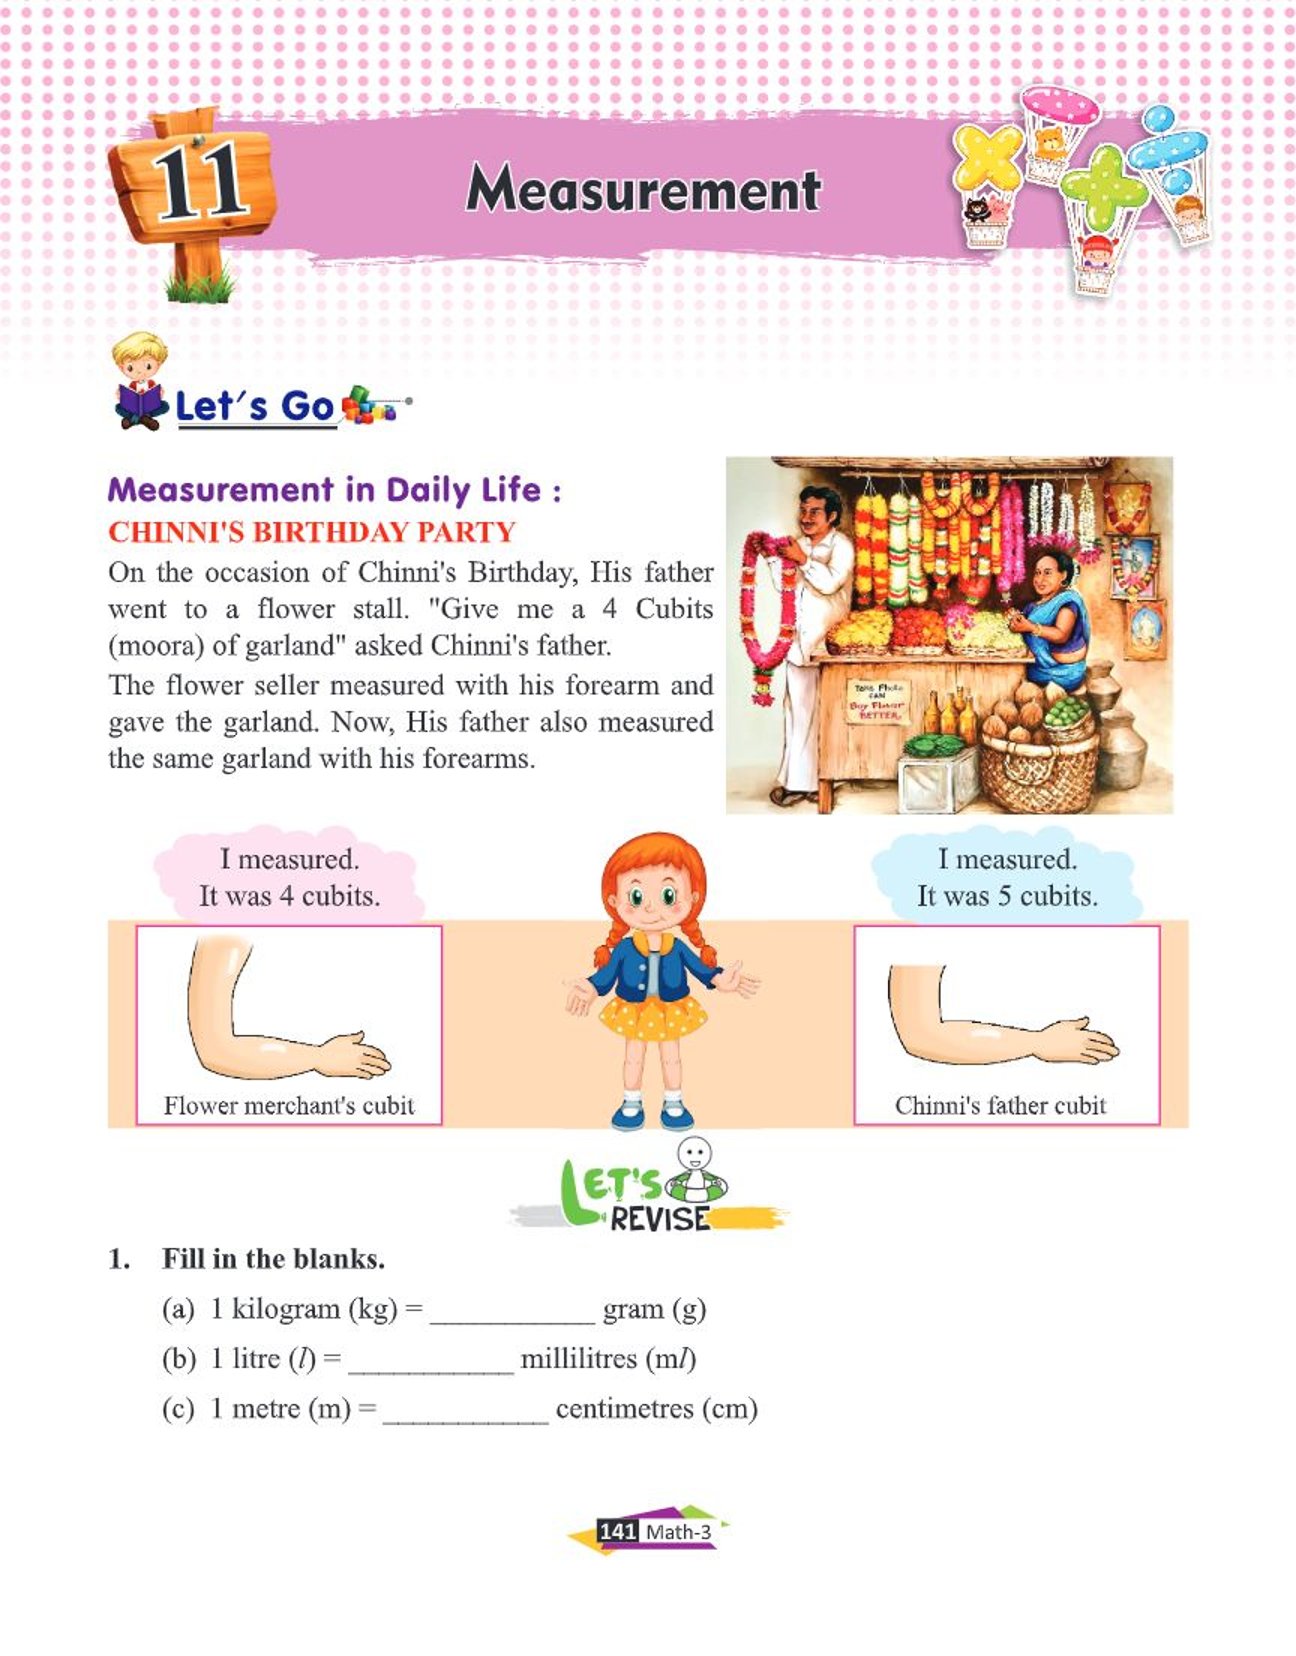 11
Measurement
Let's Go
Measurement in Daily Life :
CHINNI'S BIRTHDAY PARTY
On the occasion of Chinni's Birthday, His father
went to a flower stall. "Give me a 4 Cubits
(moora) of garland" asked Chinni's father.
The flower seller measured with his forearm and
gave the garland. Now, His father also measured
the same garland with his forearms.
Buy Flower
BETTER
I measured.
It was 4 cubits.
I measured.
It was 5 cubits.
Flower merchant's cubit
Chinni's father cubit
LET'S
REVISE
1. Fill in the blanks.
(a) 1 kilogram (kg) = ___________ gram (g)
(b) 1 litre (l) = ___________ millilitres (ml)
(c) 1 metre (m) = ___________ centimetres (cm)
141 Math-3